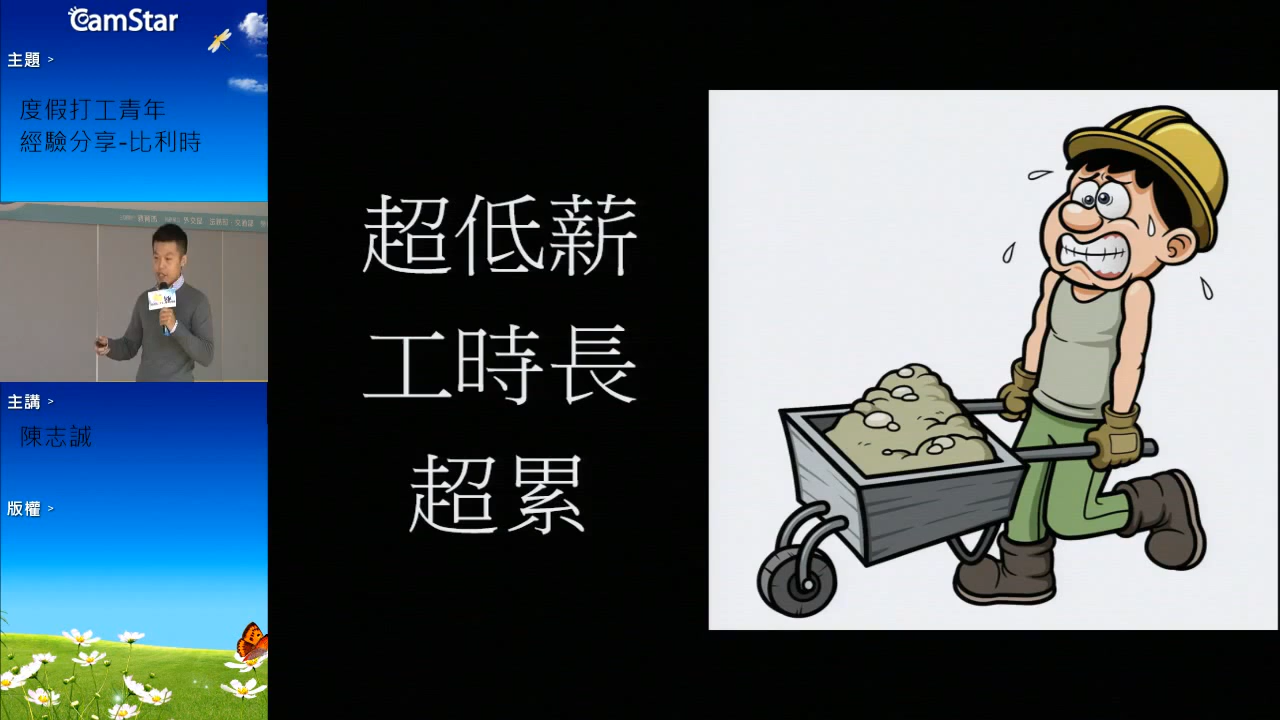 CamStar
主題 >
度假打工青年
經驗分享-比利時
主講 >
陳志誠
版權 >
超低薪
工時長
超累